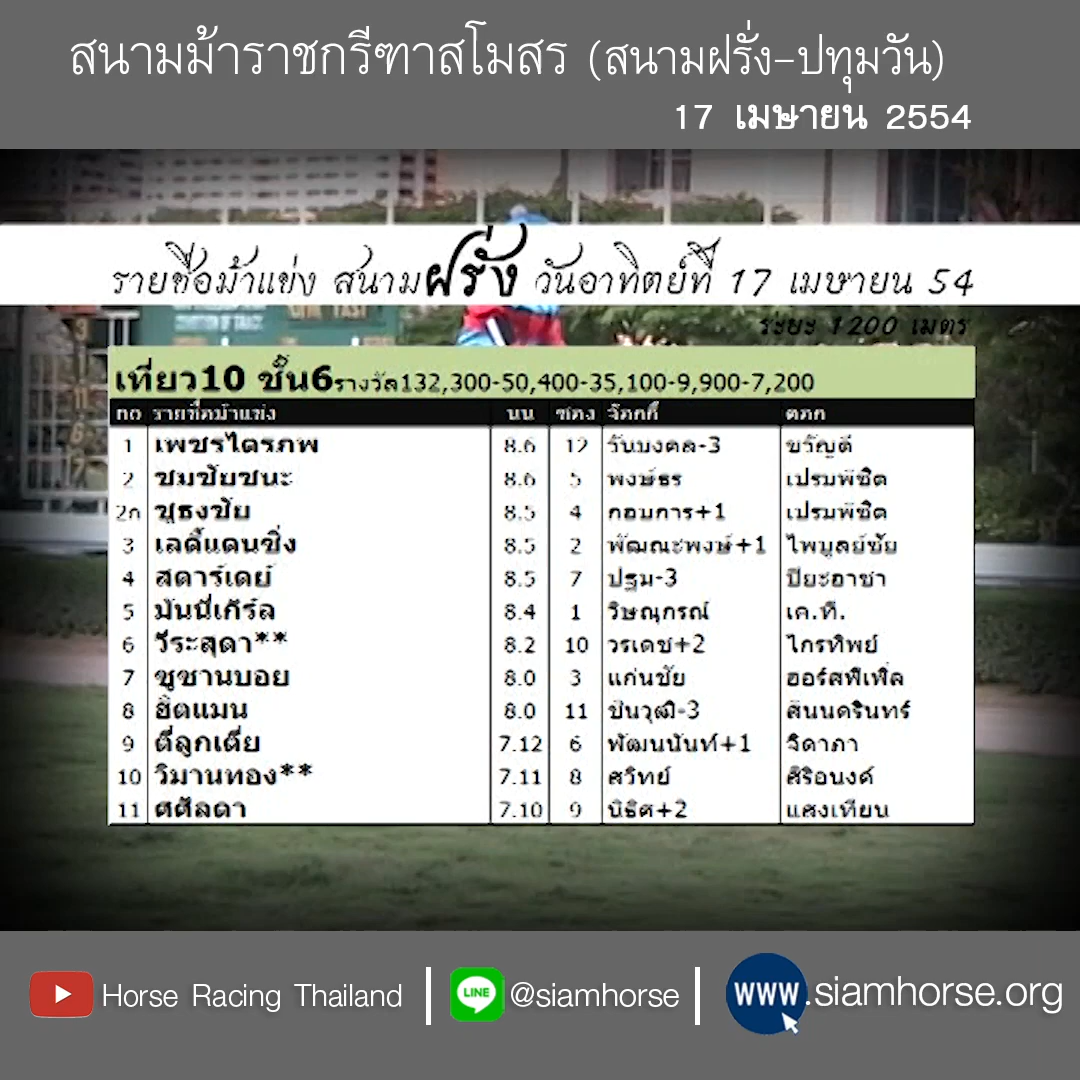 สนามม้าราชกรีฑาสโมสร (สนามฝรั่ง-ปทุมวัน)
17 เมษายน 2554
รายชื่อม้าแข่ง สนามฝรั่ง วันอาทิตย์ที่ 17 เมษายน 54
ระยะ 1200 เมตร
เที่ยว10 ชั้น6รางวัล132,300-50,400-35,100-9,900-7,200
รายชื่อม้าแข่ง นน ช่อง จ๊อกกี้ คอก
1 เพชรไตรภพ 8.6 12 วันมงคล-3 ขวัญดี
2 ชมชัยชนะ 8.6 5 พงษ์ธร เปรมพิชิต
2ก ชูธงชัย 8.5 4 กอบการ+1 เปรมพิชิต
3 เลดี้แดนซิ่ง 8.5 2 พัฒณะพงษ์+1 ไพบูลย์ชัย
4 สตาร์เดย์ 8.5 7 ปฐม-3 ปิยะอาชา
5 มันนี่เกิร์ล 8.4 1 วิษณุกรณ์ เค.ที.
6 วีระสุดา** 8.2 10 วรเดช+2 ไกรทิพย์
7 ซูซานบอย 8.0 3 แก่นชัย ฮอร์สพีเพิ่ล
8 ฮิตแมน 8.0 11 ชินวุฒิ-3 สินนครินทร์
9 ตี๋ลูกเตี่ย 7.12 6 พัฒนนันท์+1 จิดาภา
10 วิมานทอง** 7.11 8 ศวิทย์ ศิริอนงค์
11 ศศัลดา 7.10 9 นิธิศ+2 แสงเทียน
Horse Racing Thailand
LINE @siamhorse
www.siamhorse.org